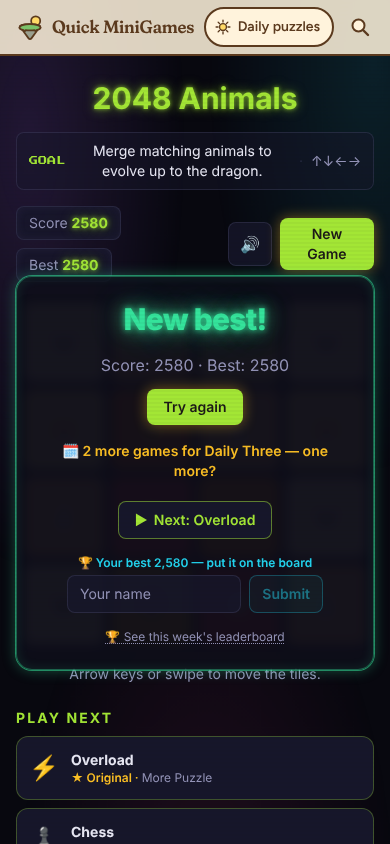 Quick MiniGames
Daily puzzles
2048 Animals
GOAL
Merge matching animals to
evolve up to the dragon.
↑↓←→
Score 2580
Best 2580
New
Game
New best!
Score: 2580 · Best: 2580
Try again
2 more games for Daily Three — one
more?
▶ Next: Overload
Your best 2,580 — put it on the board
Your name
Submit
See this week's leaderboard
Arrow keys or swipe to move the tiles.
PLAY NEXT
Overload
★ Original · More Puzzle
Chess